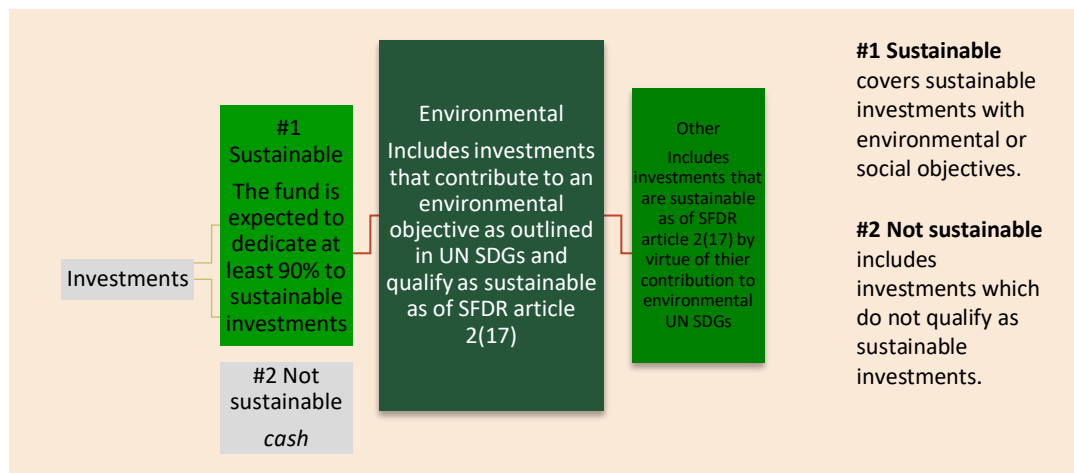 Investments
#1
Sustainable
The fund is
expected to
dedicate at
least 90% to
sustainable
investments
#2 Not
sustainable
cash
Environmental
Includes investments
that contribute to an
environmental
objective as outlined
in UN SDGs and
qualify as sustainable
as of SFDR article
2(17)
Other
Includes
investments that
are sustainable
as of SFDR
article 2(17) by
virtue of thier
contribution to
environmental
UN SDGs
#1 Sustainable
covers sustainable
investments with
environmental or
social objectives.
#2 Not sustainable
includes
investments which
do not qualify as
sustainable
investments.